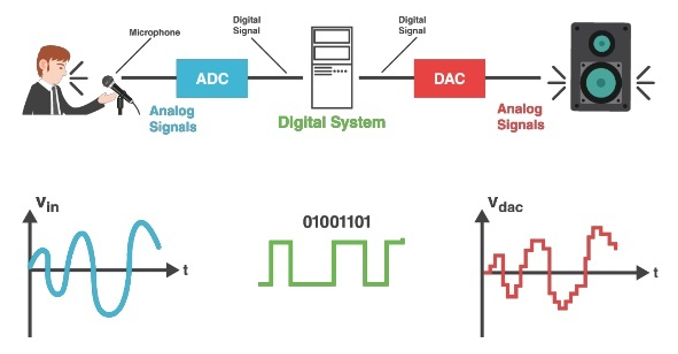 Microphone
Digital
Signal
Digital
Signal
ADC
DAC
Analog
Signals
Digital System
Analog
Signals
Vin
t
01001101
Vdac
t